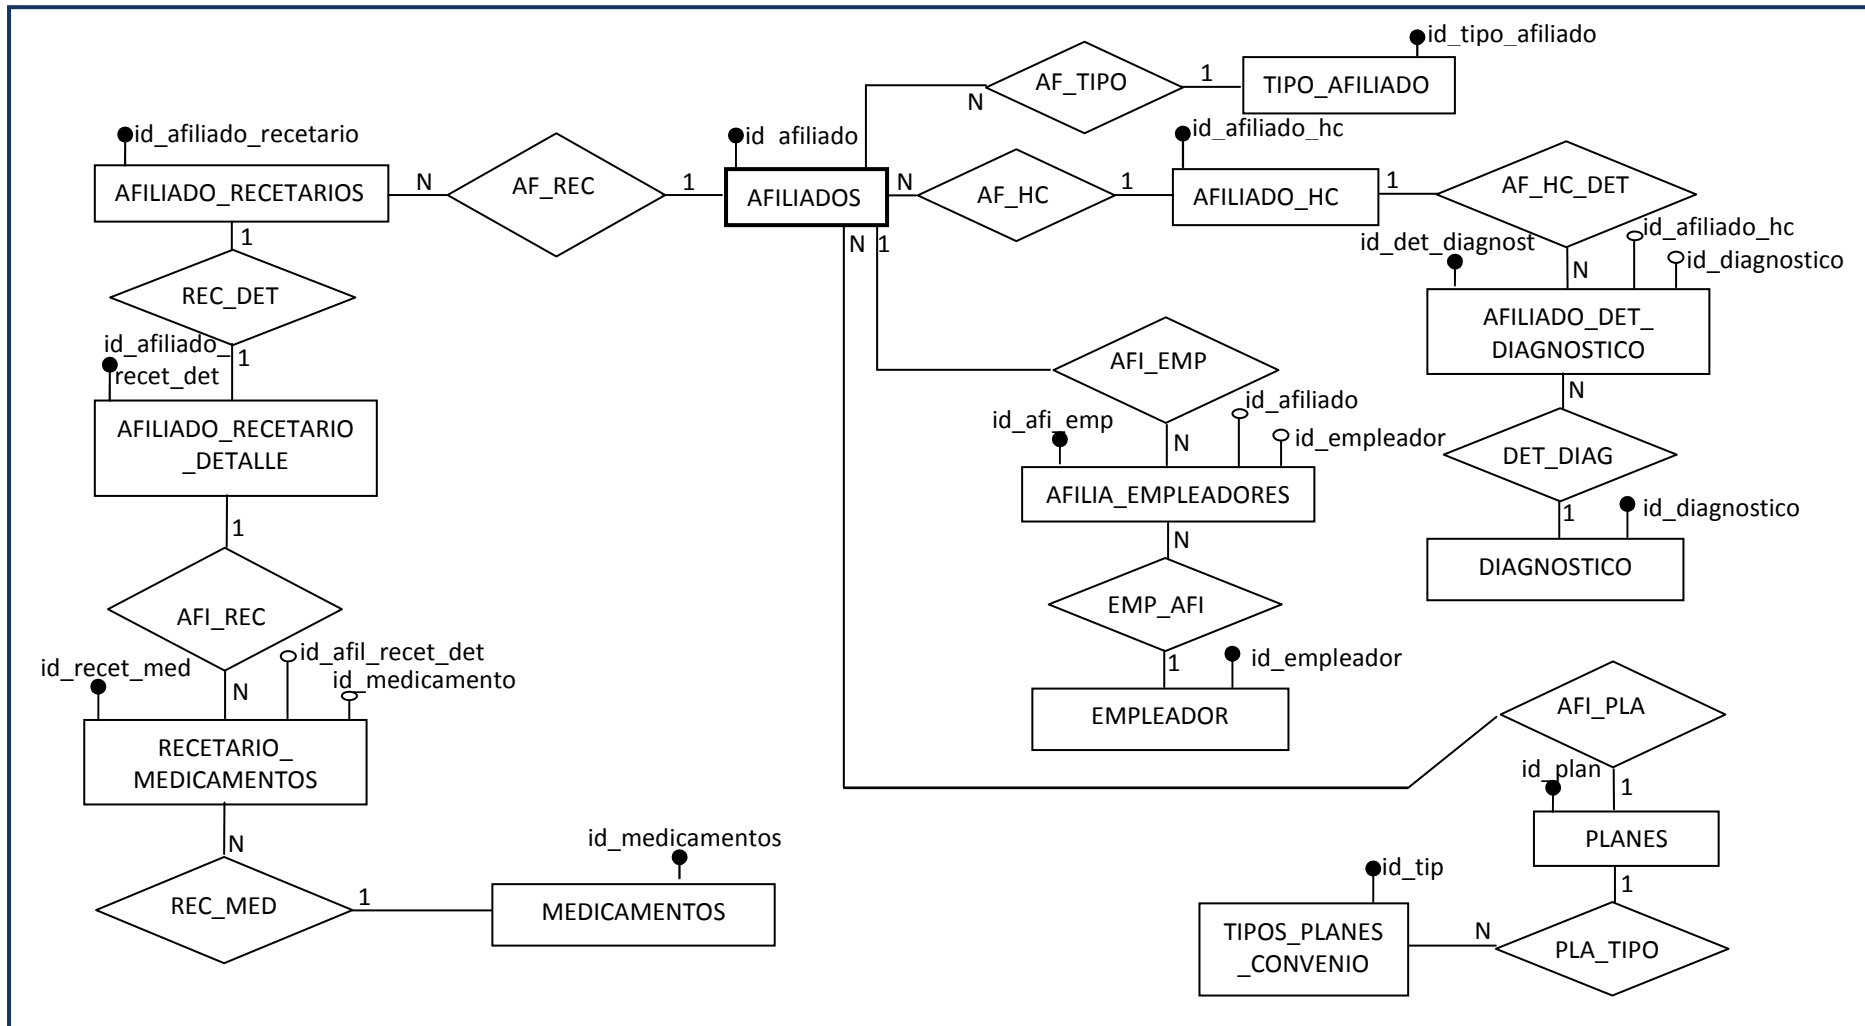 id_tipo_afiliado
AF_TIPO
1
N
TIPO_AFILIADO
id_afiliado_recetario
id afiliado
id_afiliado_hc
AFILIADO_RECETARIOS
N
AF_REC
1
AFILIADOS
N
AF_HC
1
AFILIADO_HC
1
AF_HC_DET
id_afiliado_hc
id_det_diagnost
id_diagnostico
N
1
N
1
REC_DET
AFILIADO_DET_
DIAGNOSTICO
id_afiliado_
recet_det
1
AFI_EMP
N
id_afiliado
id_afi_emp
id_empleador
N
AFILIADO_RECETARIO
_DETALLE
DET_DIAG
AFILIA_EMPLEADORES
1
id_diagnostico
1
N
DIAGNOSTICO
AFI_REC
EMP_AFI
id_recet_med
id_afil_recet_det
id_medicamento
N
1
id_empleador
EMPLEADOR
AFI_PLA
RECETARIO_
MEDICAMENTOS
id_plan
1
N
id_medicamentos
PLANES
id_tip
1
REC_MED
1
MEDICAMENTOS
TIPOS_PLANES
_CONVENIO
N
PLA_TIPO